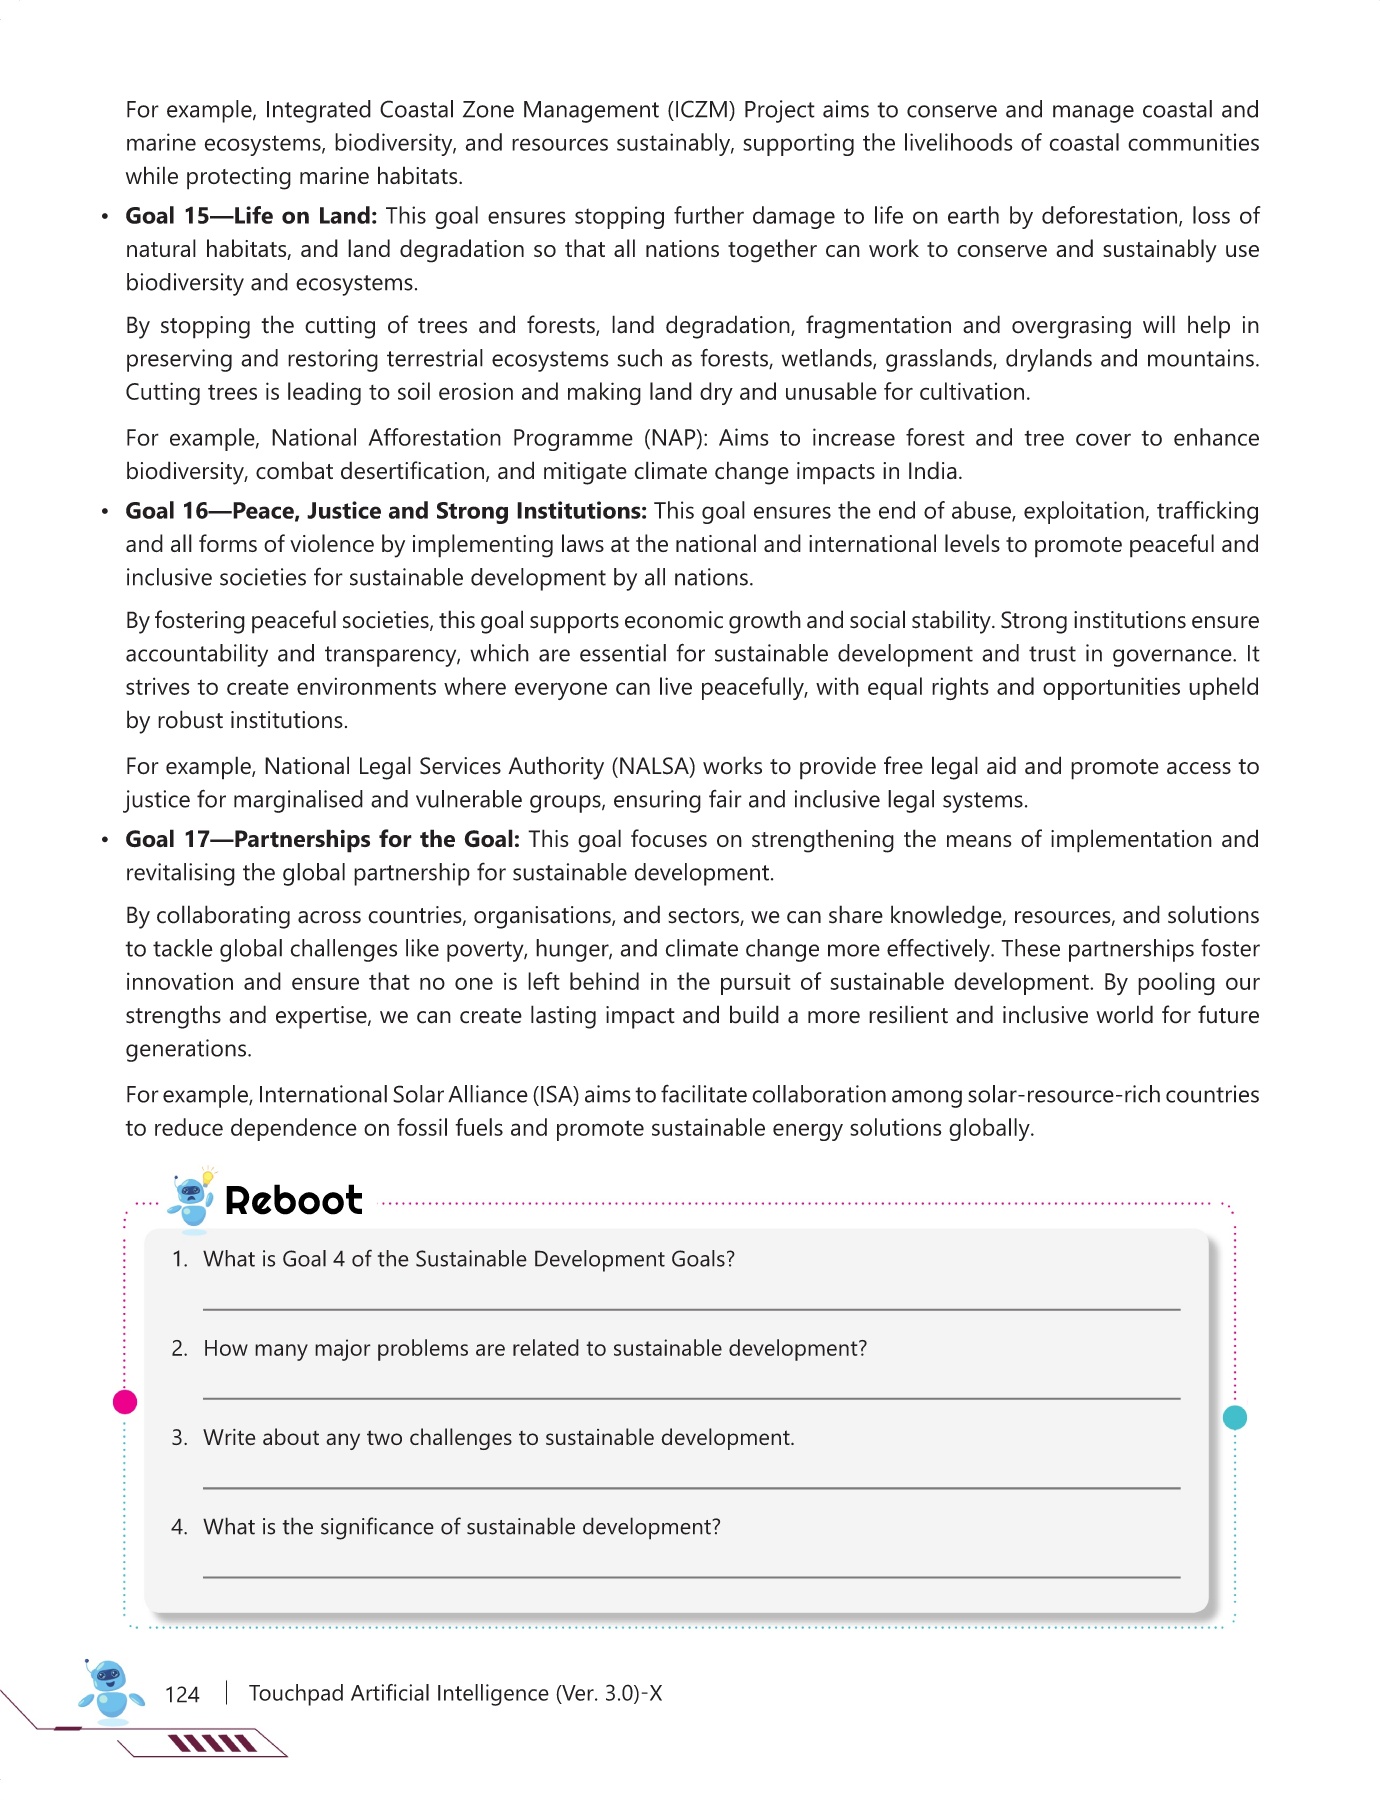 For example, Integrated Coastal Zone Management (ICZM) Project aims to conserve and manage coastal and
marine ecosystems, biodiversity, and resources sustainably, supporting the livelihoods of coastal communities
while protecting marine habitats.
• Goal 15—Life on Land: This goal ensures stopping further damage to life on earth by deforestation, loss of
natural habitats, and land degradation so that all nations together can work to conserve and sustainably use
biodiversity and ecosystems.
By stopping the cutting of trees and forests, land degradation, fragmentation and overgrasing will help in
preserving and restoring terrestrial ecosystems such as forests, wetlands, grasslands, drylands and mountains.
Cutting trees is leading to soil erosion and making land dry and unusable for cultivation.
For example, National Afforestation Programme (NAP): Aims to increase forest and tree cover to enhance
biodiversity, combat desertification, and mitigate climate change impacts in India.
• Goal 16—Peace, Justice and Strong Institutions: This goal ensures the end of abuse, exploitation, trafficking
and all forms of violence by implementing laws at the national and international levels to promote peaceful and
inclusive societies for sustainable development by all nations.
By fostering peaceful societies, this goal supports economic growth and social stability. Strong institutions ensure
accountability and transparency, which are essential for sustainable development and trust in governance. It
strives to create environments where everyone can live peacefully, with equal rights and opportunities upheld
by robust institutions.
For example, National Legal Services Authority (NALSA) works to provide free legal aid and promote access to
justice for marginalised and vulnerable groups, ensuring fair and inclusive legal systems.
• Goal 17—Partnerships for the Goal: This goal focuses on strengthening the means of implementation and
revitalising the global partnership for sustainable development.
By collaborating across countries, organisations, and sectors, we can share knowledge, resources, and solutions
to tackle global challenges like poverty, hunger, and climate change more effectively. These partnerships foster
innovation and ensure that no one is left behind in the pursuit of sustainable development. By pooling our
strengths and expertise, we can create lasting impact and build a more resilient and inclusive world for future
generations.
For example, International Solar Alliance (ISA) aims to facilitate collaboration among solar-resource-rich countries
to reduce dependence on fossil fuels and promote sustainable energy solutions globally.
Reboot
1. What is Goal 4 of the Sustainable Development Goals?
2. How many major problems are related to sustainable development?
3. Write about any two challenges to sustainable development.
4. What is the significance of sustainable development?
124 | Touchpad Artificial Intelligence (Ver. 3.0)-X